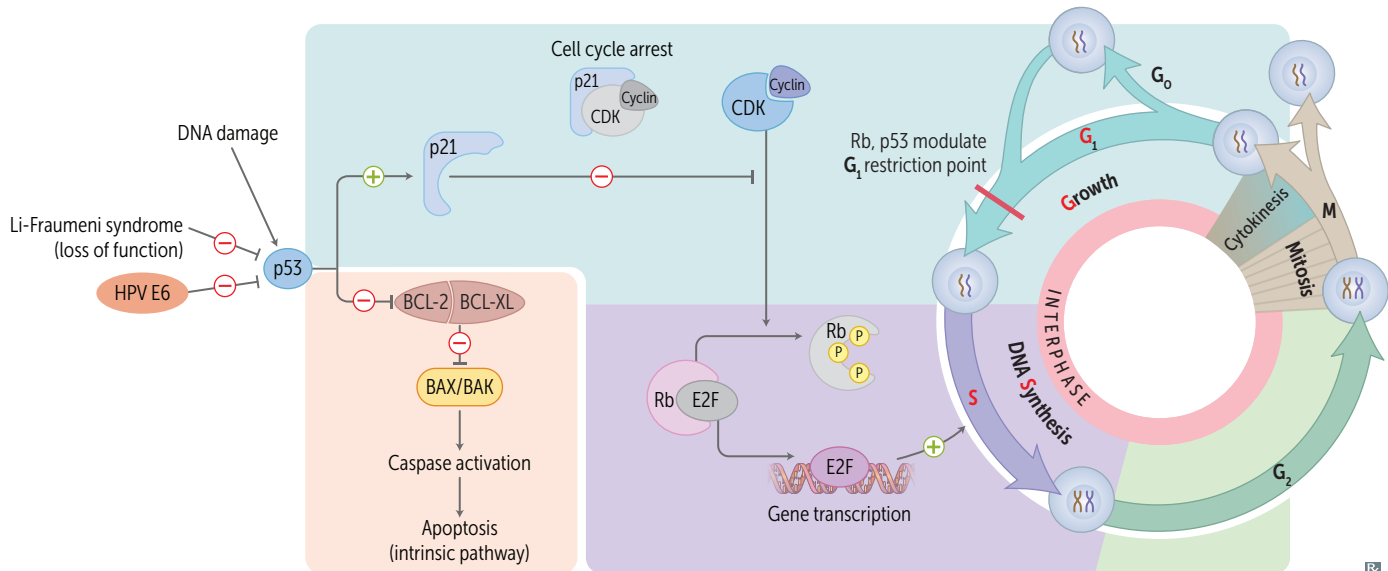 Cell cycle arrest
p21
CDK
Cyclin
CDK
Cyclin
G0
DNA damage
p21
+
−
Rb, p53 modulate
G1 restriction point
G1
Growth
Cytokinesis
M
Mitosis
Li-Fraumeni syndrome
(loss of function)
−
p53
HPV E6
−
−
BCL-2
BCL-XL
−
BAX/BAK
Caspase activation
Apoptosis
(intrinsic pathway)
Rb
P
P
P
Rb
E2F
E2F
+
Gene transcription
INTERPHASE
S
DNA Synthesis
G2